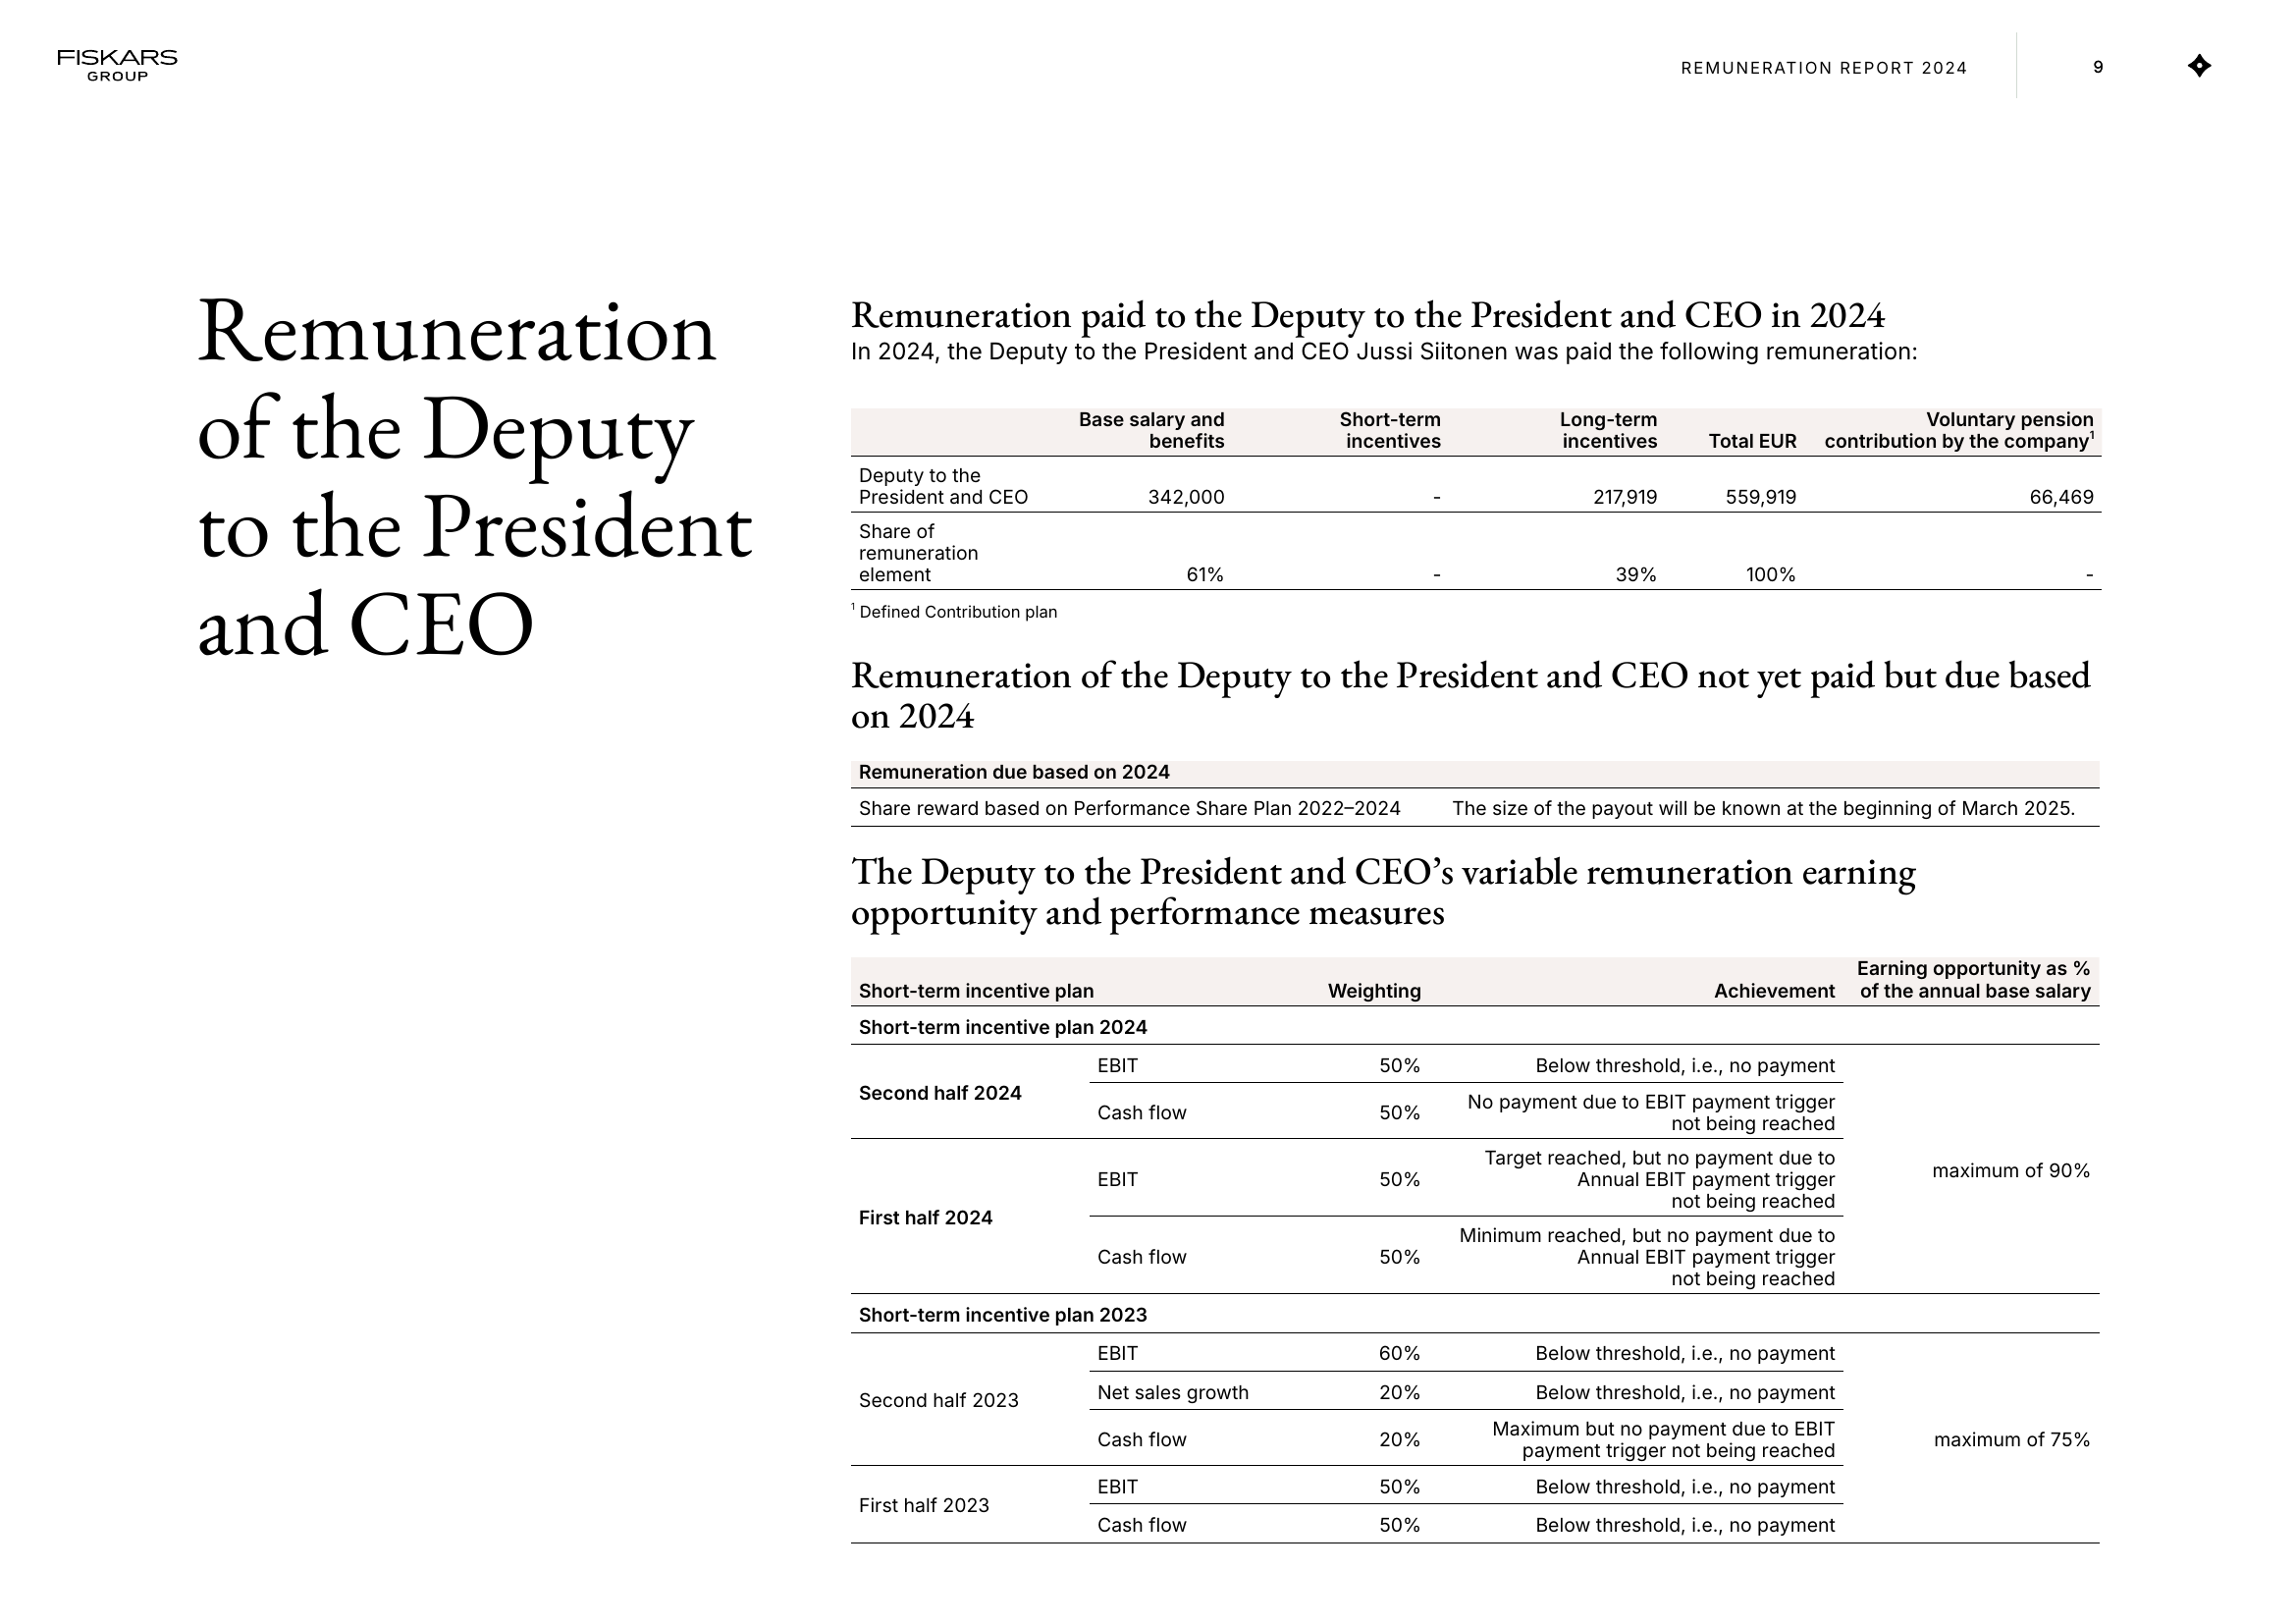 FISKARS
GROUP
REMUNERATION REPORT 2024
9
Remuneration
of the Deputy
to the President
and CEO
Remuneration paid to the Deputy to the President and CEO in 2024
In 2024, the Deputy to the President and CEO Jussi Siitonen was paid the following remuneration:
Base salary and benefits Short-term incentives Long-term incentives Total EUR Voluntary pension contribution by the company¹
Deputy to the President and CEO 342,000 - 217,919 559,919 66,469
Share of remuneration element 61% - 39% 100% -
¹ Defined Contribution plan
Remuneration of the Deputy to the President and CEO not yet paid but due based
on 2024
Remuneration due based on 2024
Share reward based on Performance Share Plan 2022–2024 The size of the payout will be known at the beginning of March 2025.
The Deputy to the President and CEO’s variable remuneration earning
opportunity and performance measures
Short-term incentive plan Weighting Achievement Earning opportunity as % of the annual base salary
Short-term incentive plan 2024
Second half 2024
EBIT 50% Below threshold, i.e., no payment
Cash flow 50% No payment due to EBIT payment trigger
not being reached
First half 2024
EBIT 50% Target reached, but no payment due to
Annual EBIT payment trigger
not being reached
Cash flow 50% Minimum reached, but no payment due to
Annual EBIT payment trigger
not being reached
maximum of 90%
Short-term incentive plan 2023
Second half 2023
EBIT 60% Below threshold, i.e., no payment
Net sales growth 20% Below threshold, i.e., no payment
Cash flow 20% Maximum but no payment due to EBIT
payment trigger not being reached
First half 2023
EBIT 50% Below threshold, i.e., no payment
Cash flow 50% Below threshold, i.e., no payment
maximum of 75%